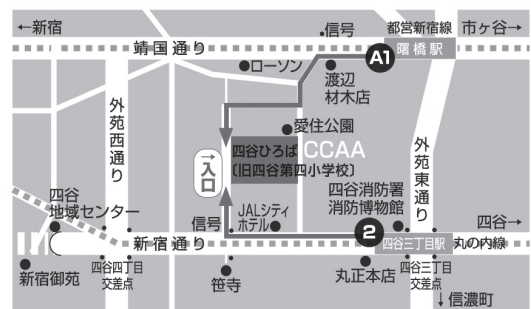 ←新宿
・信号
都営新宿線
市ヶ谷→
靖国通り
A1
曙橋駅
●ローソン
渡辺
材木店
外苑西通り
愛住公園
→入口
四谷ひろば
(旧四谷第四小学校)
CCAA
外苑東通り
四谷
地域センター
四谷消防署
消防博物館
信号
JALシティ
ホテル●
四谷→
新宿通り
2
四谷三丁目駅
丸の内線
新宿御苑
四谷四丁目
交差点
笹寺
丸正本店
四谷三丁目
交差点
↓信濃町